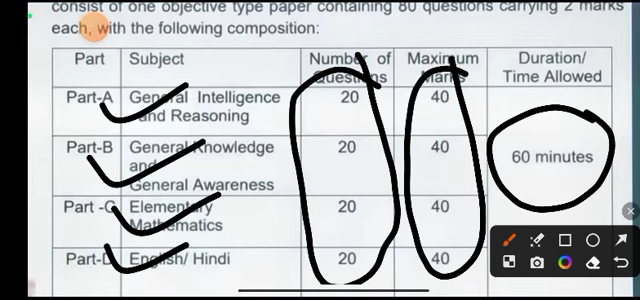 consist of one objective type paper containing 80 questions carrying 2 marks
each, with the following composition:
Part Subject Number of Questions Maximum Marks Duration/ Time Allowed
Part-A General Intelligence and Reasoning 20 40 60 minutes
Part-B General Knowledge and General Awareness 20 40
Part -C Elementary Mathematics 20 40
Part-D English/ Hindi 20 40